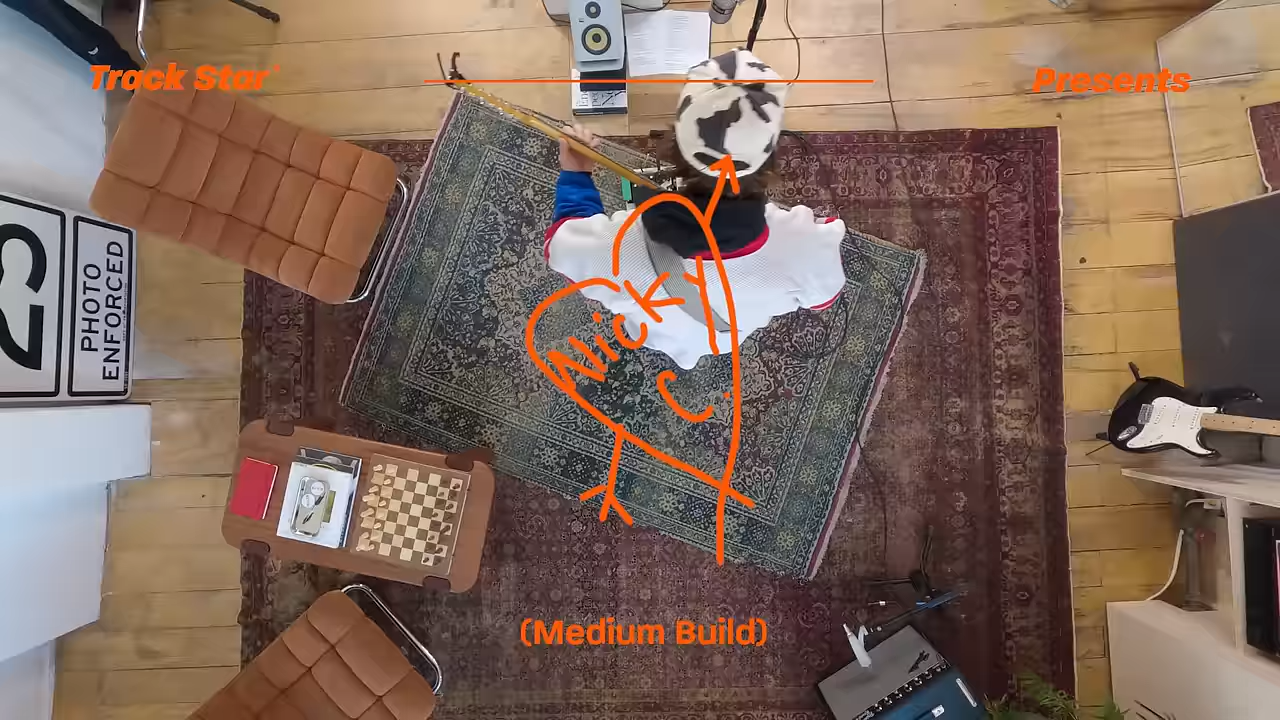 Track Star*
Presents
PHOTO
ENFORCED
Nicky
C.
(Medium Build)